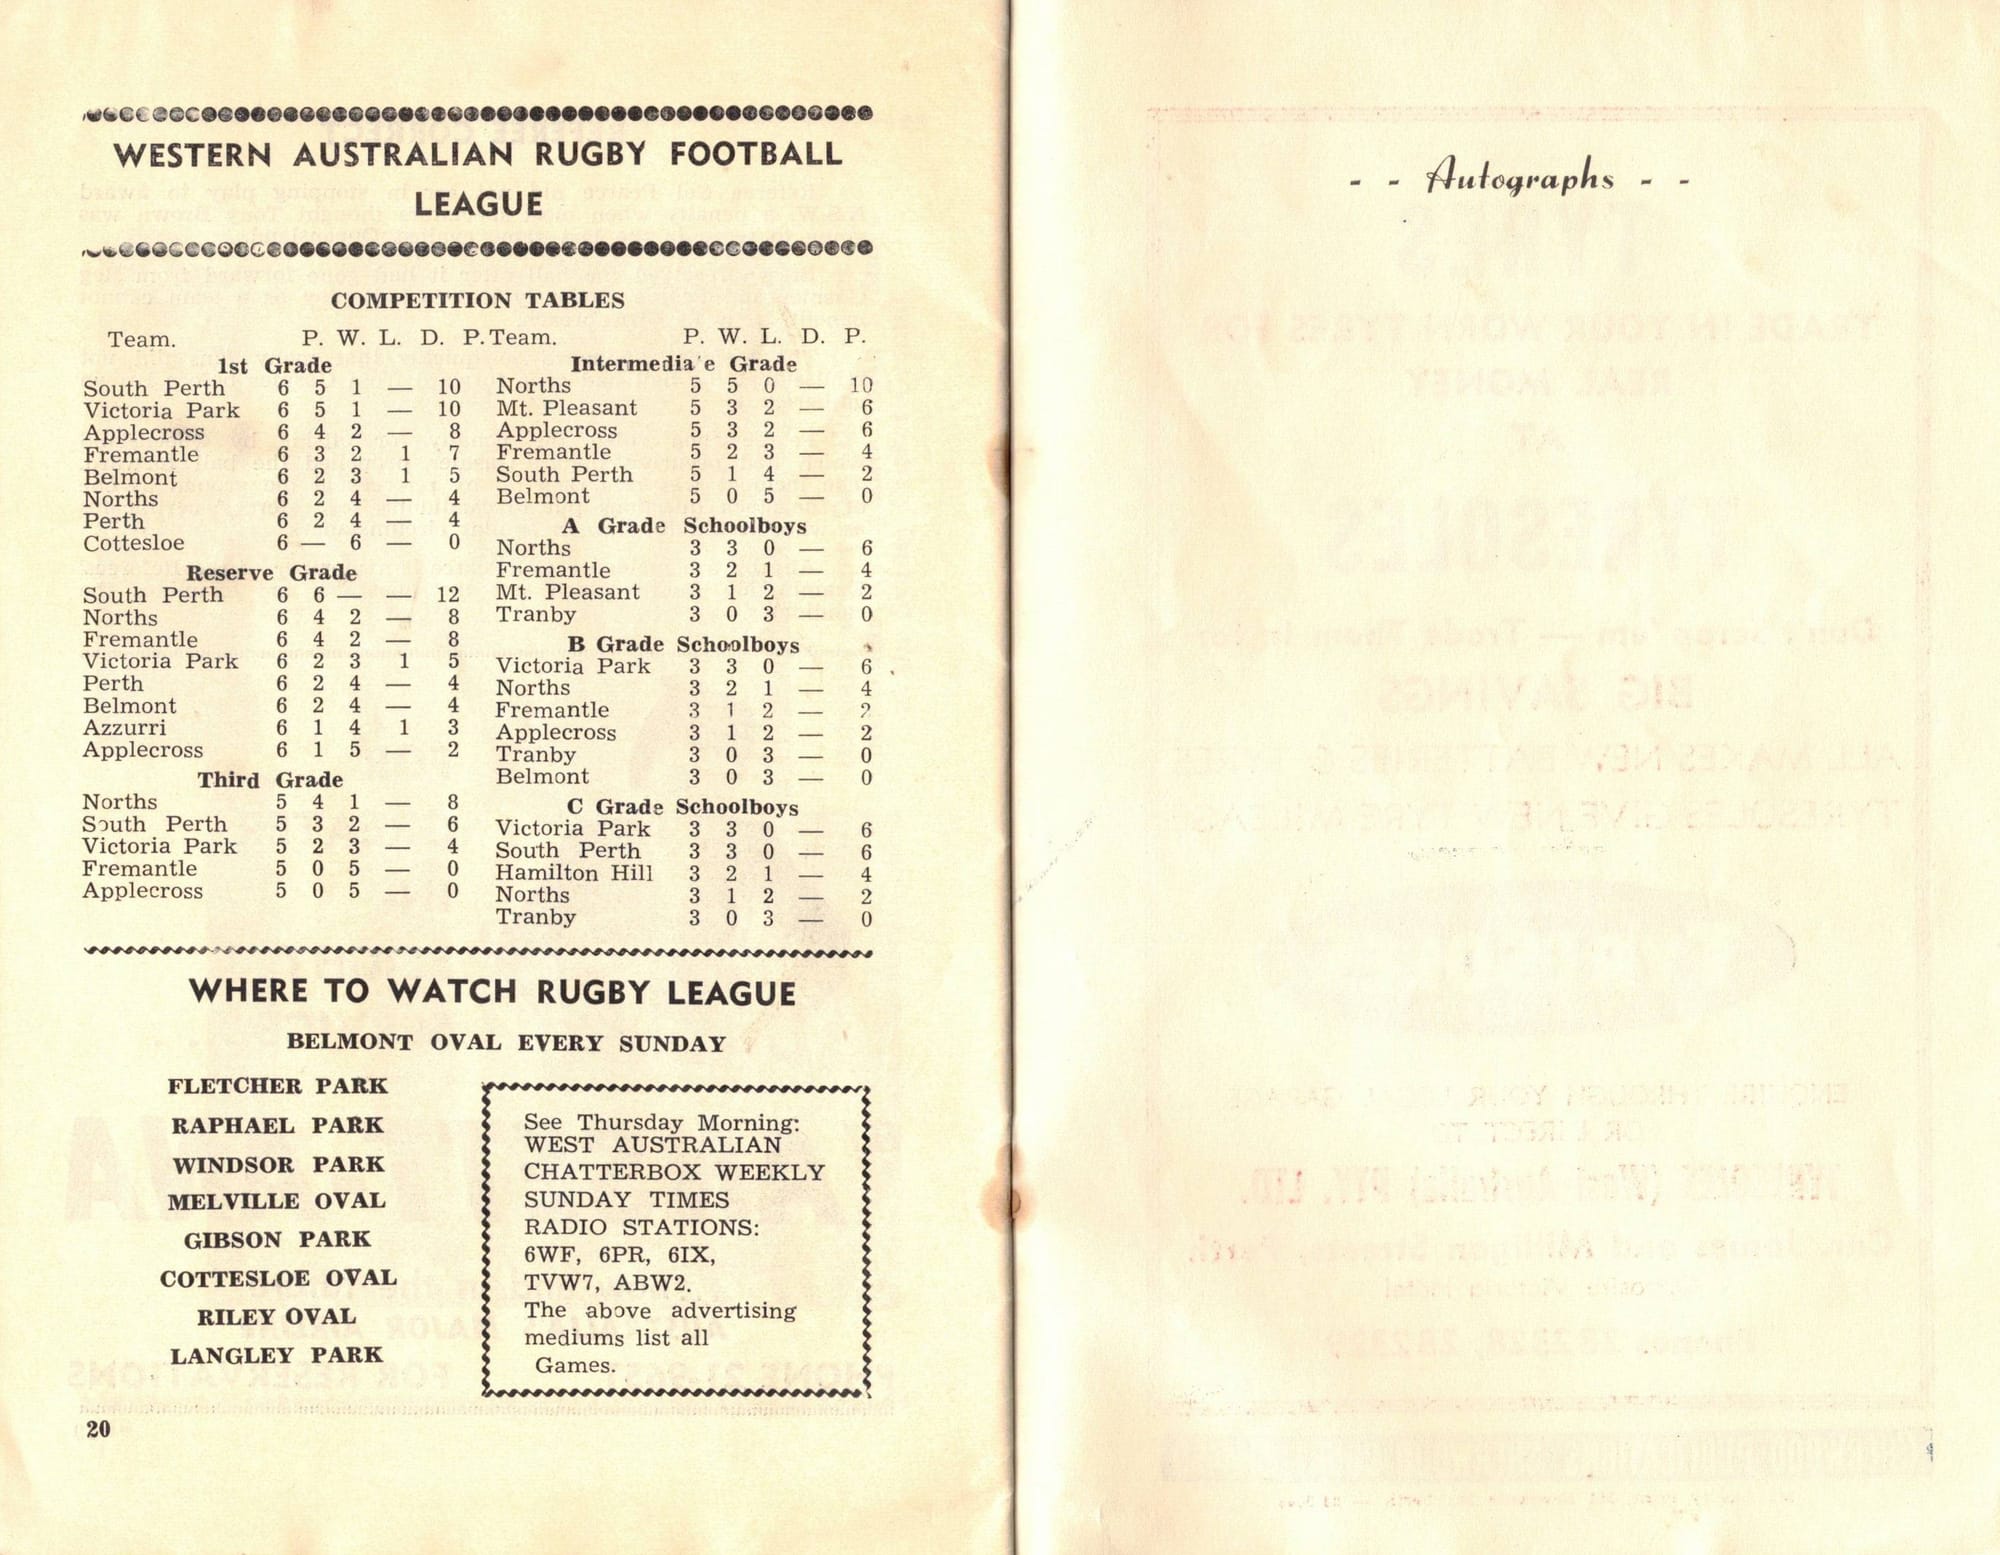 WESTERN AUSTRALIAN RUGBY FOOTBALL
LEAGUE
COMPETITION TABLES
Team. P. W. L. D. P.
1st Grade
South Perth 6 5 1 — 10
Victoria Park 6 5 1 — 10
Applecross 6 4 2 — 8
Fremantle 6 3 2 1 7
Belmont 6 2 3 1 5
Norths 6 2 4 — 4
Perth 6 2 4 — 4
Cottesloe 6 — 6 — 0
Reserve Grade
South Perth 6 6 — — 12
Norths 6 4 2 — 8
Fremantle 6 4 2 — 8
Victoria Park 6 2 3 1 5
Perth 6 2 4 — 4
Belmont 6 2 4 — 4
Azzurri 6 1 4 1 3
Applecross 6 1 5 — 2
Third Grade
Norths 5 4 1 — 8
South Perth 5 3 2 — 6
Victoria Park 5 2 3 — 4
Fremantle 5 0 5 — 0
Applecross 5 0 5 — 0
Team. P. W. L. D. P.
Intermedia'e Grade
Norths 5 5 0 — 10
Mt. Pleasant 5 3 2 — 6
Applecross 5 3 2 — 6
Fremantle 5 2 3 — 4
South Perth 5 1 4 — 2
Belmont 5 0 5 — 0
A Grade Schoolboys
Norths 3 3 0 — 6
Fremantle 3 2 1 — 4
Mt. Pleasant 3 1 2 — 2
Tranby 3 0 3 — 0
B Grade Schoolboys
Victoria Park 3 3 0 — 6
Norths 3 2 1 — 4
Fremantle 3 1 2 — 2
Applecross 3 1 2 — 2
Tranby 3 0 3 — 0
Belmont 3 0 3 — 0
C Grade Schoolboys
Victoria Park 3 3 0 — 6
South Perth 3 3 0 — 6
Hamilton Hill 3 2 1 — 4
Norths 3 1 2 — 2
Tranby 3 0 3 — 0
WHERE TO WATCH RUGBY LEAGUE
BELMONT OVAL EVERY SUNDAY
FLETCHER PARK
RAPHAEL PARK
WINDSOR PARK
MELVILLE OVAL
GIBSON PARK
COTTESLOE OVAL
RILEY OVAL
LANGLEY PARK
See Thursday Morning:
WEST AUSTRALIAN
CHATTERBOX WEEKLY
SUNDAY TIMES
RADIO STATIONS:
6WF, 6PR, 6IX,
TVW7, ABW2.
The above advertising
mediums list all
Games.
20
- - Autographs - -